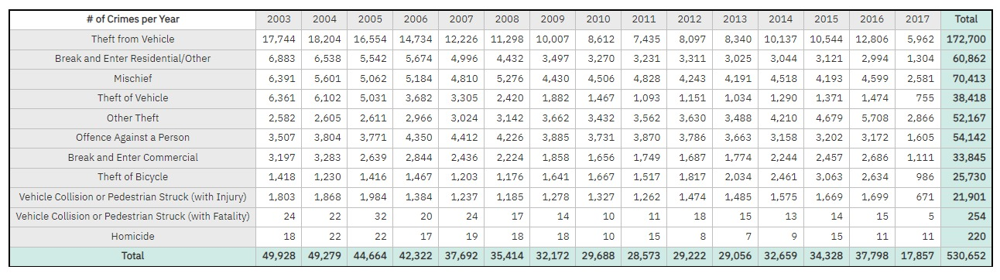 # of Crimes per Year 2003 2004 2005 2006 2007 2008 2009 2010 2011 2012 2013 2014 2015 2016 2017 Total
Theft from Vehicle 17,744 18,204 16,554 14,734 12,226 11,298 10,007 8,612 7,435 8,097 8,340 10,137 10,544 12,806 5,962 172,700
Break and Enter Residential/Other 6,883 6,538 5,542 5,674 4,996 4,432 3,497 3,270 3,231 3,311 3,025 3,044 3,121 2,994 1,304 60,862
Mischief 6,391 5,601 5,062 5,184 4,810 5,276 4,430 4,506 4,828 4,243 4,191 4,518 4,193 4,599 2,581 70,413
Theft of Vehicle 6,361 6,102 5,031 3,682 3,305 2,420 1,882 1,467 1,093 1,151 1,034 1,290 1,371 1,474 755 38,418
Other Theft 2,582 2,605 2,611 2,966 3,024 3,142 3,662 3,432 3,562 3,630 3,488 4,210 4,679 5,708 2,866 52,167
Offence Against a Person 3,507 3,804 3,771 4,350 4,412 4,226 3,885 3,731 3,870 3,786 3,663 3,158 3,202 3,172 1,605 54,142
Break and Enter Commercial 3,197 3,283 2,639 2,844 2,436 2,224 1,858 1,656 1,749 1,687 1,774 2,244 2,457 2,686 1,111 33,845
Theft of Bicycle 1,418 1,230 1,416 1,467 1,203 1,176 1,641 1,667 1,517 1,817 2,034 2,461 3,063 2,634 986 25,730
Vehicle Collision or Pedestrian Struck (with Injury) 1,803 1,868 1,984 1,384 1,237 1,185 1,278 1,327 1,262 1,474 1,485 1,575 1,669 1,699 671 21,901
Vehicle Collision or Pedestrian Struck (with Fatality) 24 22 32 20 24 17 14 10 11 18 15 13 14 15 5 254
Homicide 18 22 22 17 19 18 18 10 15 8 7 9 15 11 11 220
Total 49,928 49,279 44,664 42,322 37,692 35,414 32,172 29,688 28,573 29,222 29,056 32,659 34,328 37,798 17,857 530,652